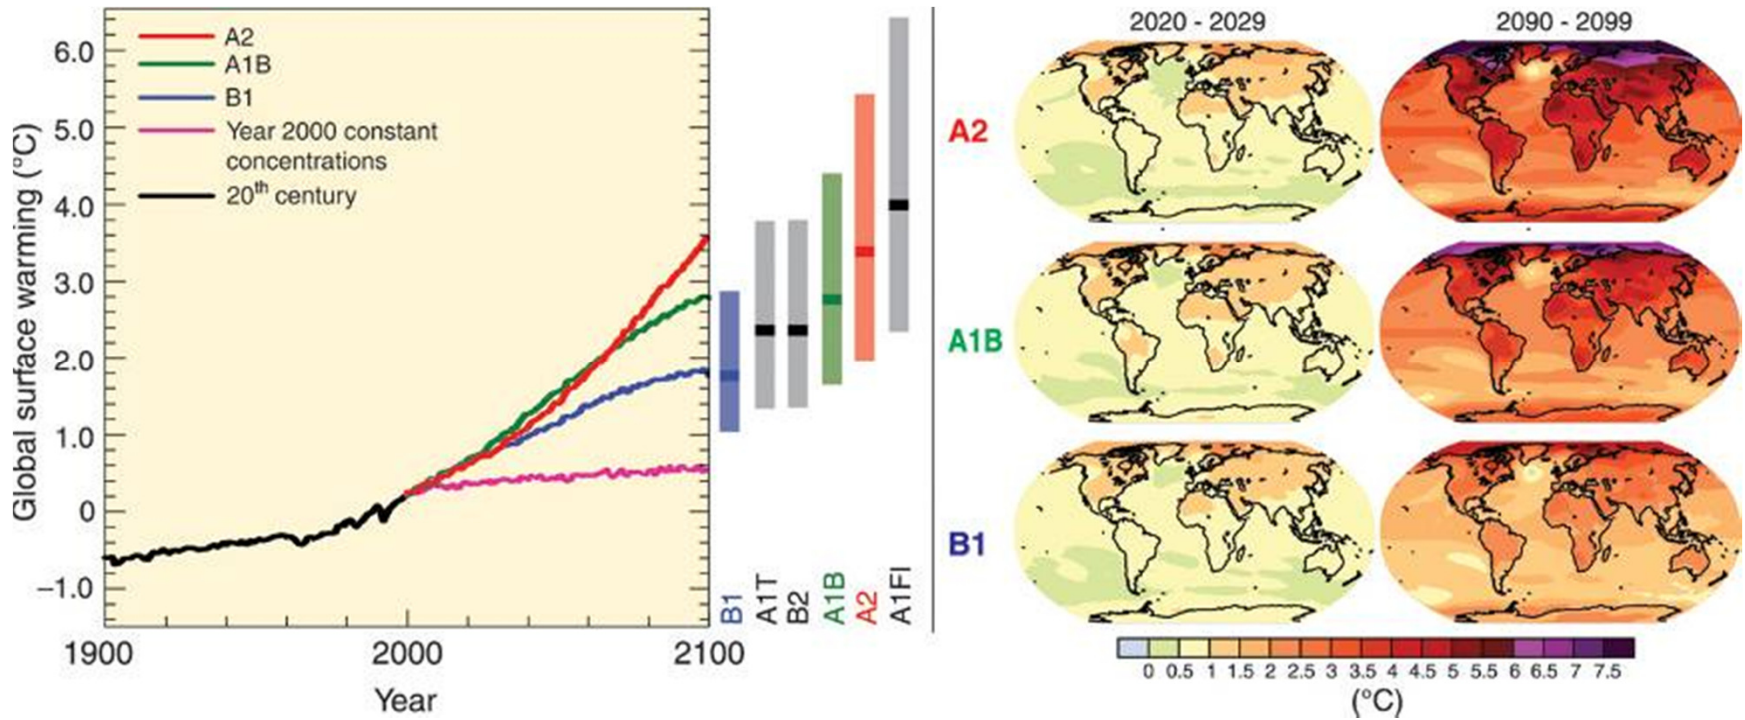 Global surface warming (°C)
6.0
5.0
4.0
3.0
2.0
1.0
0
–1.0
A2
A1B
B1
Year 2000 constant
concentrations
20th century
1900
2000
2100
Year
B1
A1T
B2
A1B
A2
A1FI
2020 - 2029
2090 - 2099
A2
A1B
B1
0 0.5 1 1.5 2 2.5 3 3.5 4 4.5 5 5.5 6 6.5 7 7.5
(°C)